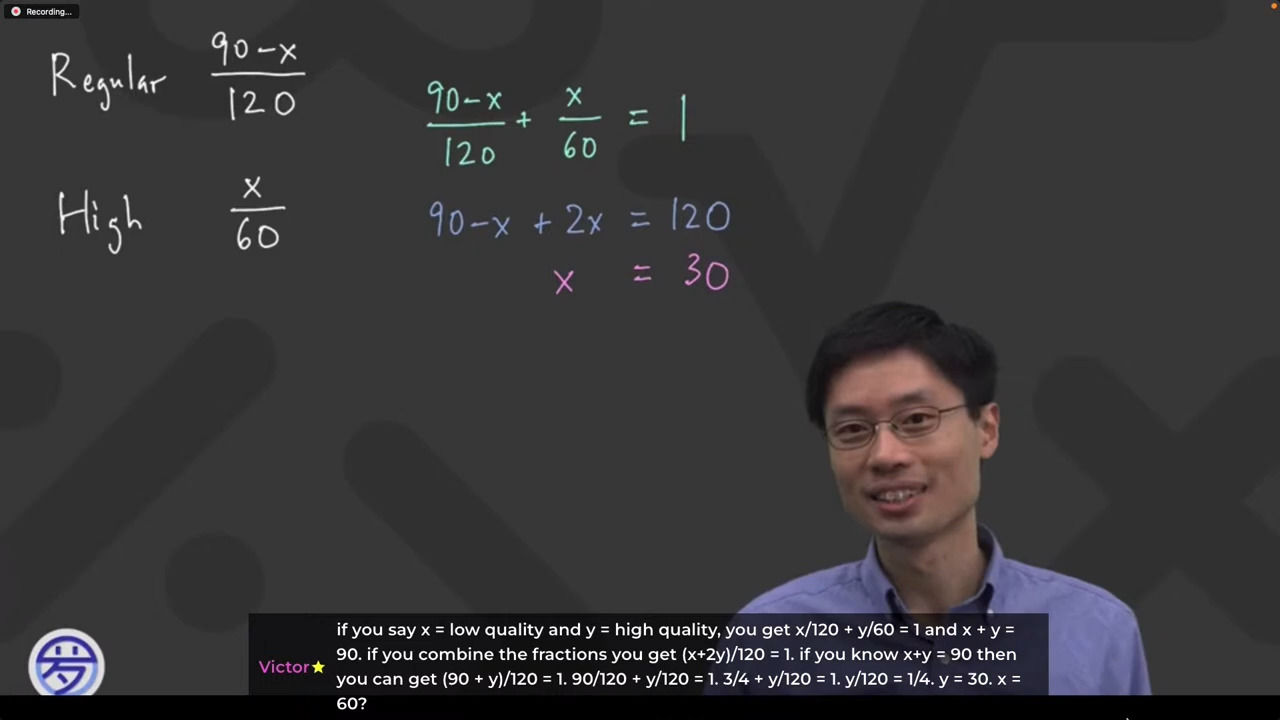 Recording...
Regular (90-x)/120
High x/60
(90-x)/120 + x/60 = 1
90-x + 2x = 120
x = 30
Victor⭐
if you say x = low quality and y = high quality, you get x/120 + y/60 = 1 and x + y =
90. if you combine the fractions you get (x+2y)/120 = 1. if you know x+y = 90 then
you can get (90 + y)/120 = 1. 90/120 + y/120 = 1. 3/4 + y/120 = 1. y/120 = 1/4. y = 30. x =
60?